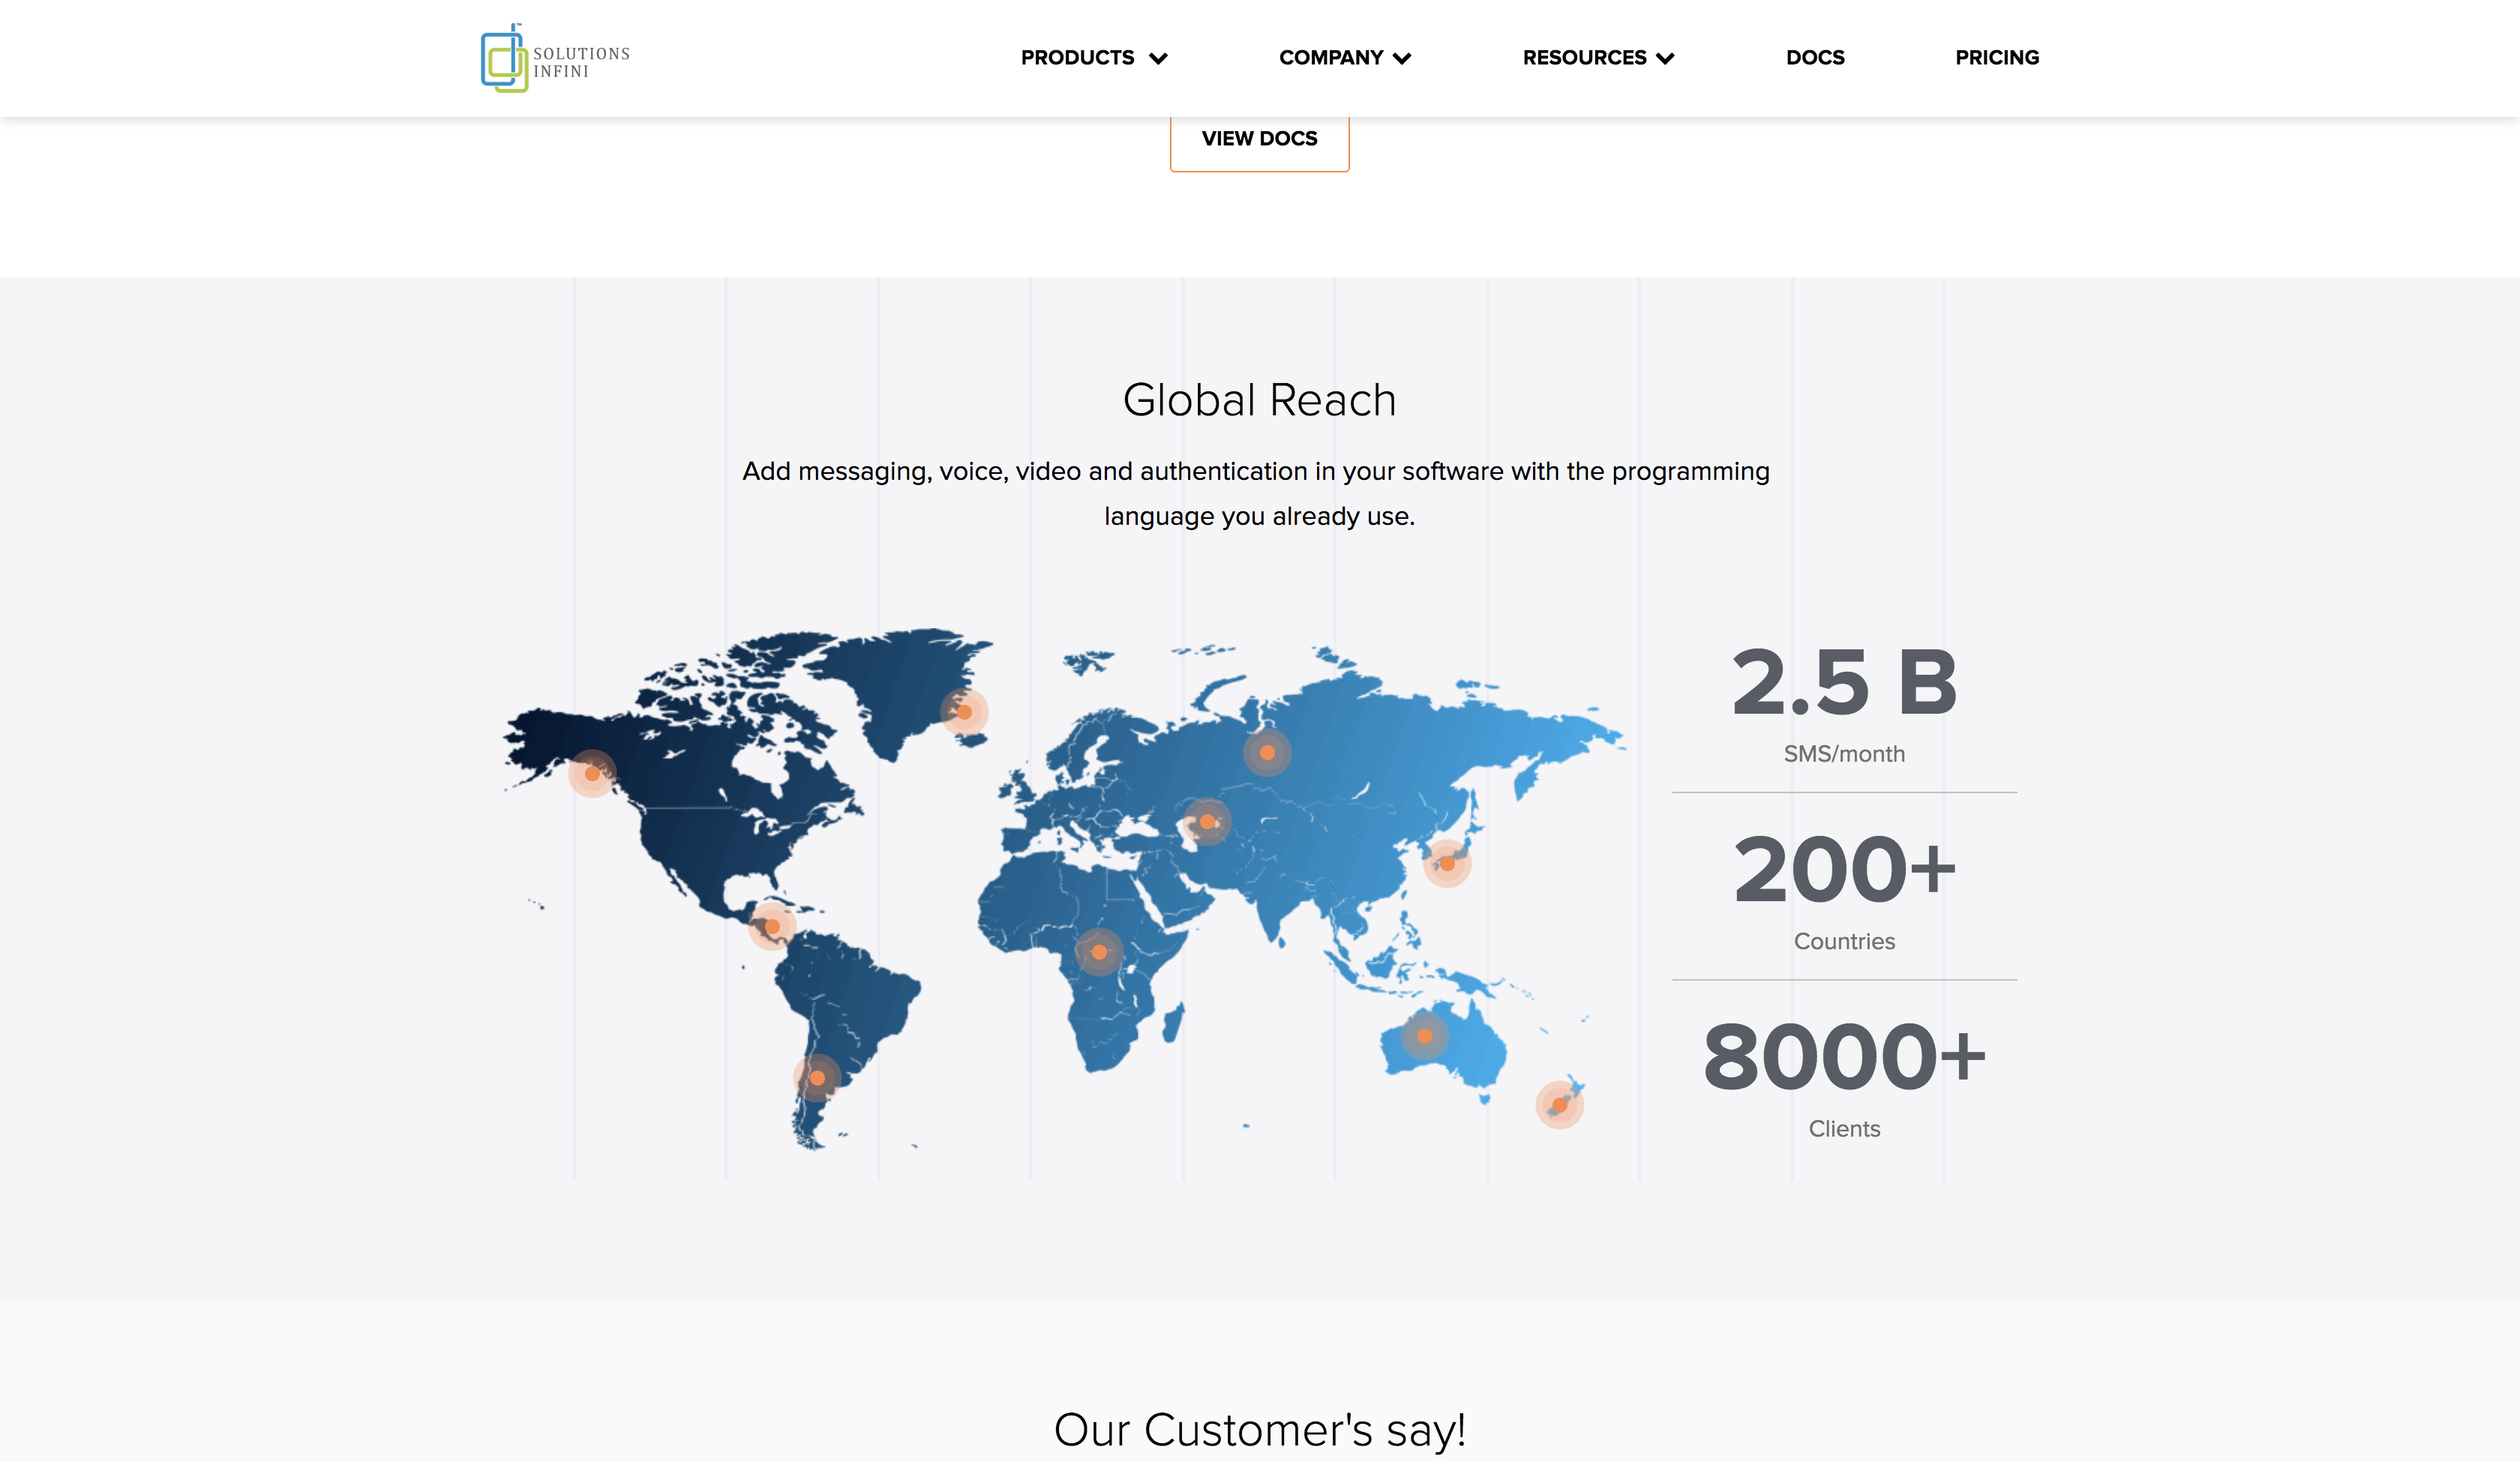 SOLUTIONS
INFINI
PRODUCTS
COMPANY
RESOURCES
DOCS
PRICING
VIEW DOCS
Global Reach
Add messaging, voice, video and authentication in your software with the programming
language you already use.
2.5 B
SMS/month
200+
Countries
8000+
Clients
Our Customer's say!